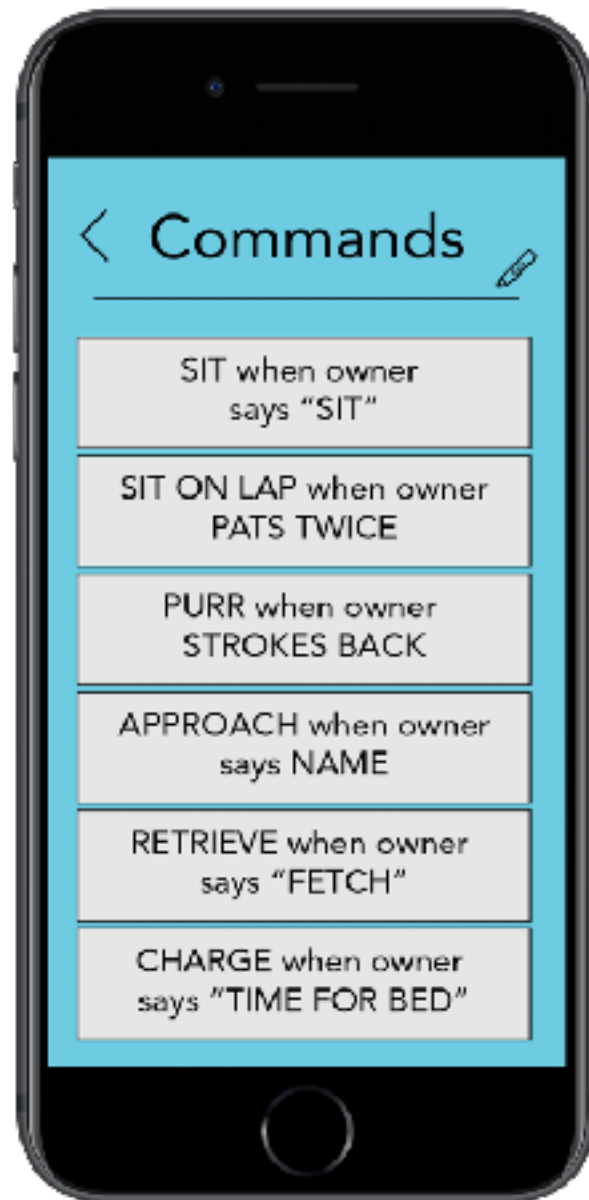 Commands
SIT when owner
says “SIT”
SIT ON LAP when owner
PATS TWICE
PURR when owner
STROKES BACK
APPROACH when owner
says NAME
RETRIEVE when owner
says “FETCH”
CHARGE when owner
says “TIME FOR BED”